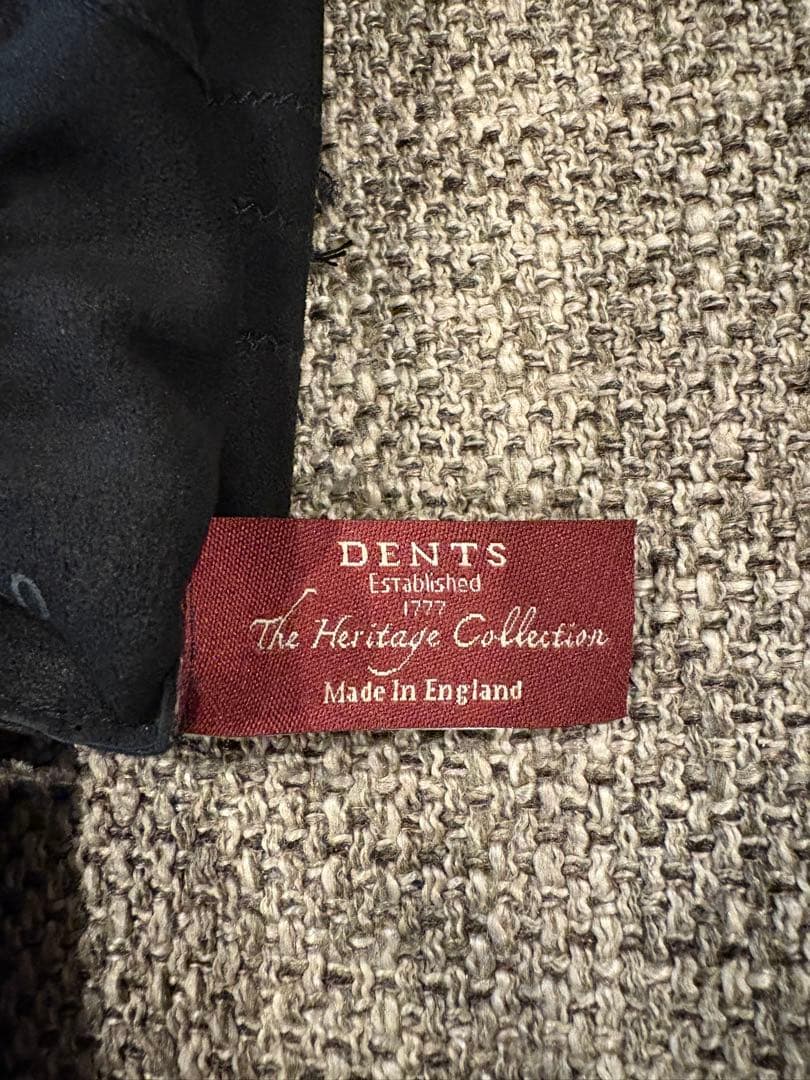 DENTS
Established
1777
The Heritage Collection
Made In England